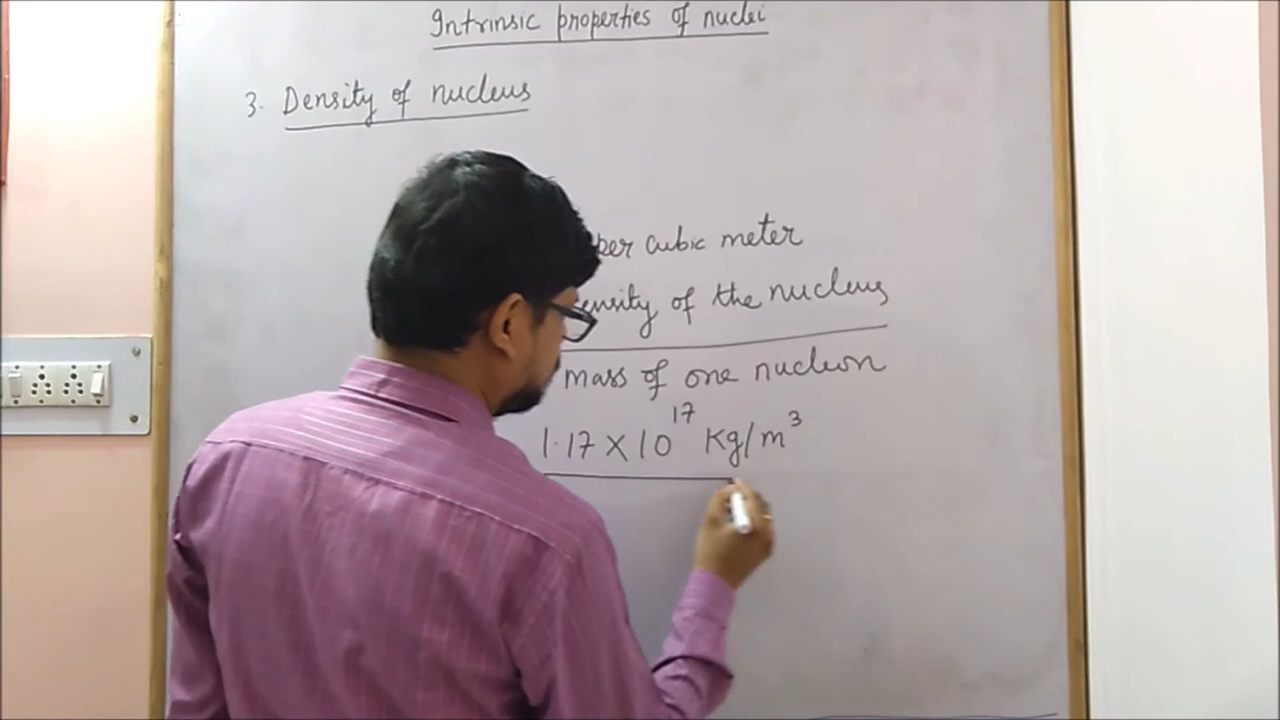 Intrinsic properties of nuclei
3. Density of nucleus
per cubic meter
ensity of the nucleus
mass of one nucleon
1.17 × 10¹⁷ Kg/m³